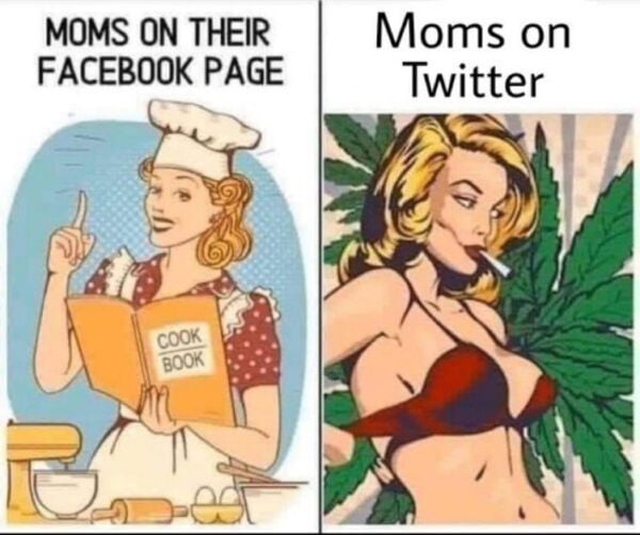 MOMS ON THEIR
FACEBOOK PAGE
Moms on
Twitter
COOK
BOOK